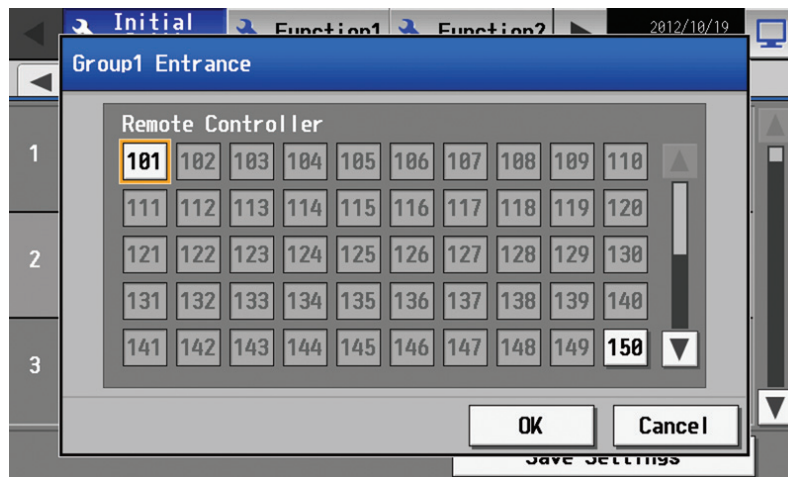 Initial
Function1
Function2
2012/10/19
Group1 Entrance
Remote Controller
101 102 103 104 105 106 107 108 109 110
1
111 112 113 114 115 116 117 118 119 120
121 122 123 124 125 126 127 128 129 130
2
131 132 133 134 135 136 137 138 139 140
141 142 143 144 145 146 147 148 149 150
3
OK Cancel
Save Settings